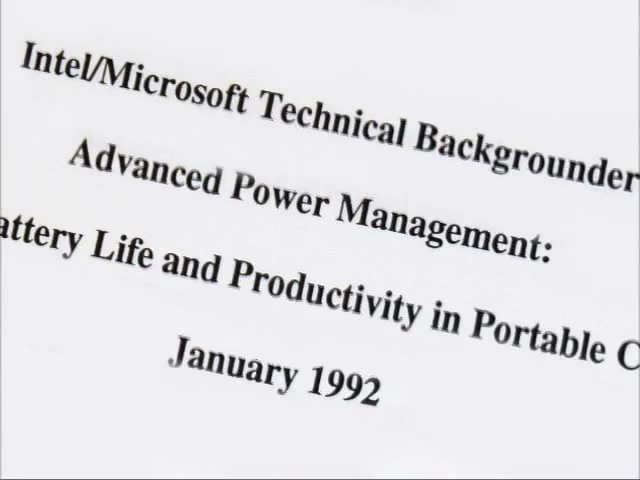 Intel/Microsoft Technical Backgrounder
Advanced Power Management:
attery Life and Productivity in Portable C
January 1992